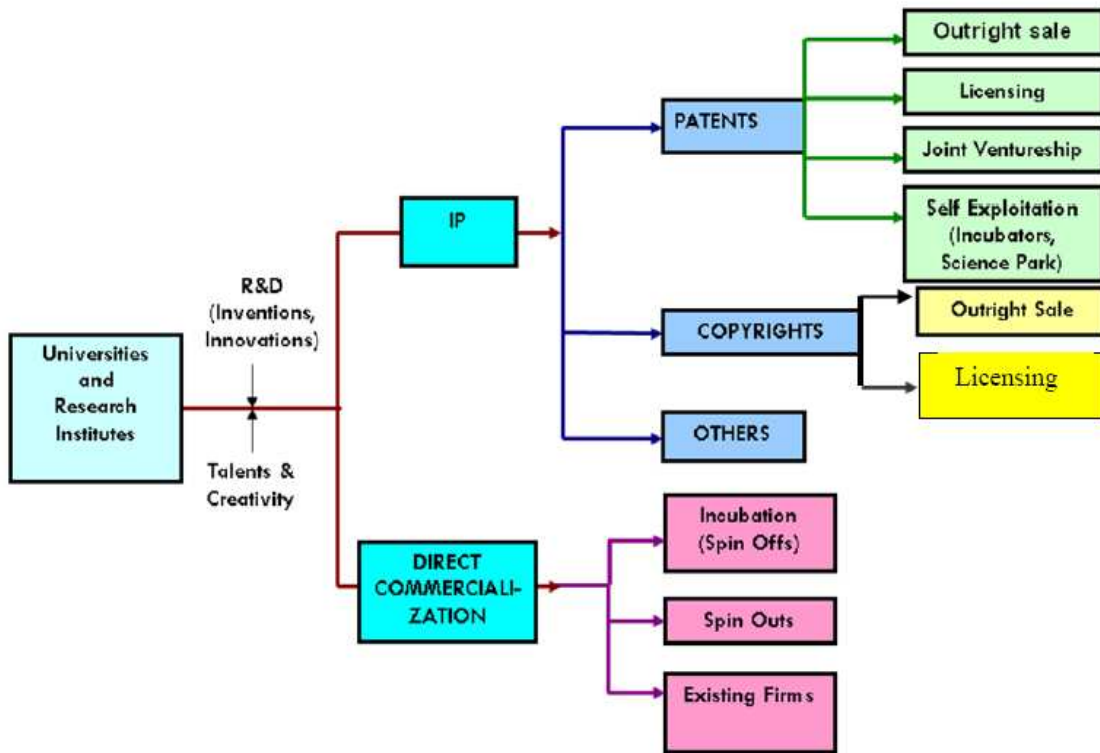 Outright sale
PATENTS
Licensing
Joint Ventureship
IP
Self Exploitation
(Incubators,
Science Park)
R&D
(Inventions,
Innovations)
Outright Sale
COPYRIGHTS
Universities
and
Research
Institutes
Licensing
OTHERS
Talents &
Creativity
Incubation
(Spin Offs)
DIRECT
COMMERCIALI-
ZATION
Spin Outs
Existing Firms